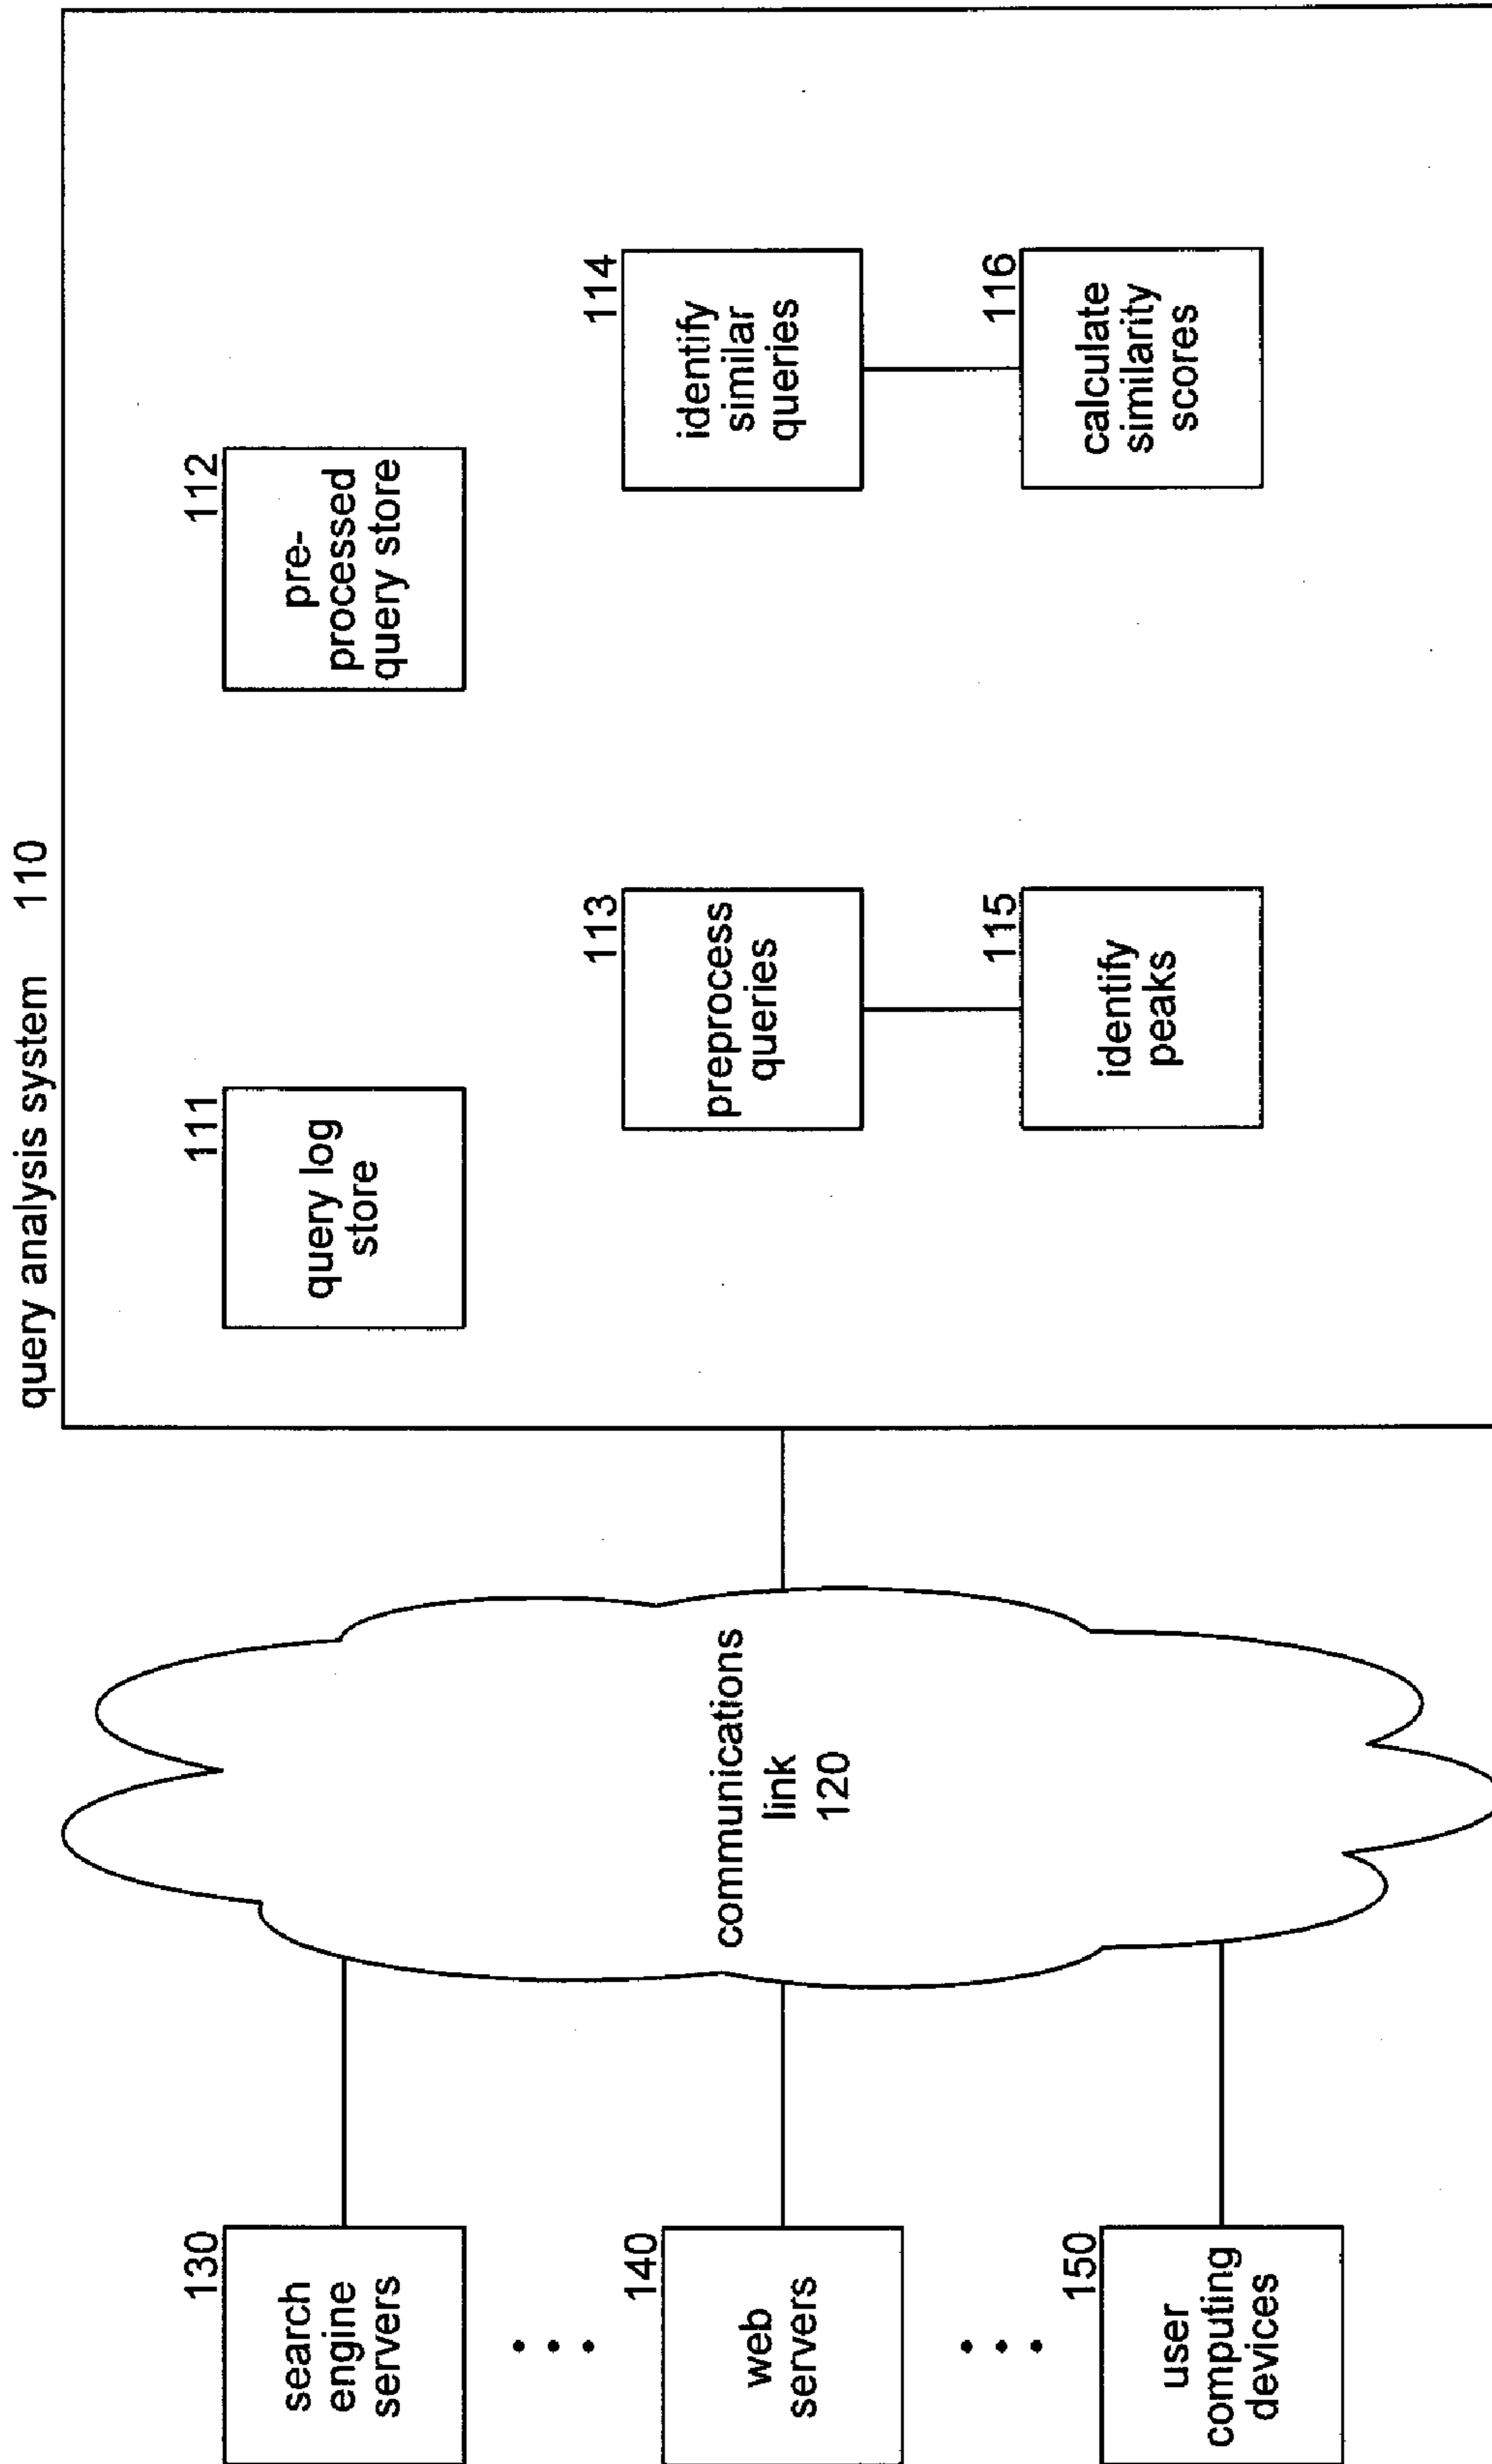 query analysis system 110
130
search
engine
servers
140
web
servers
150
user
computing
devices
communications
link
120
111
query log
store
112
pre-
processed
query store
113
preprocess
queries
114
identify
similar
queries
115
identify
peaks
116
calculate
similarity
scores